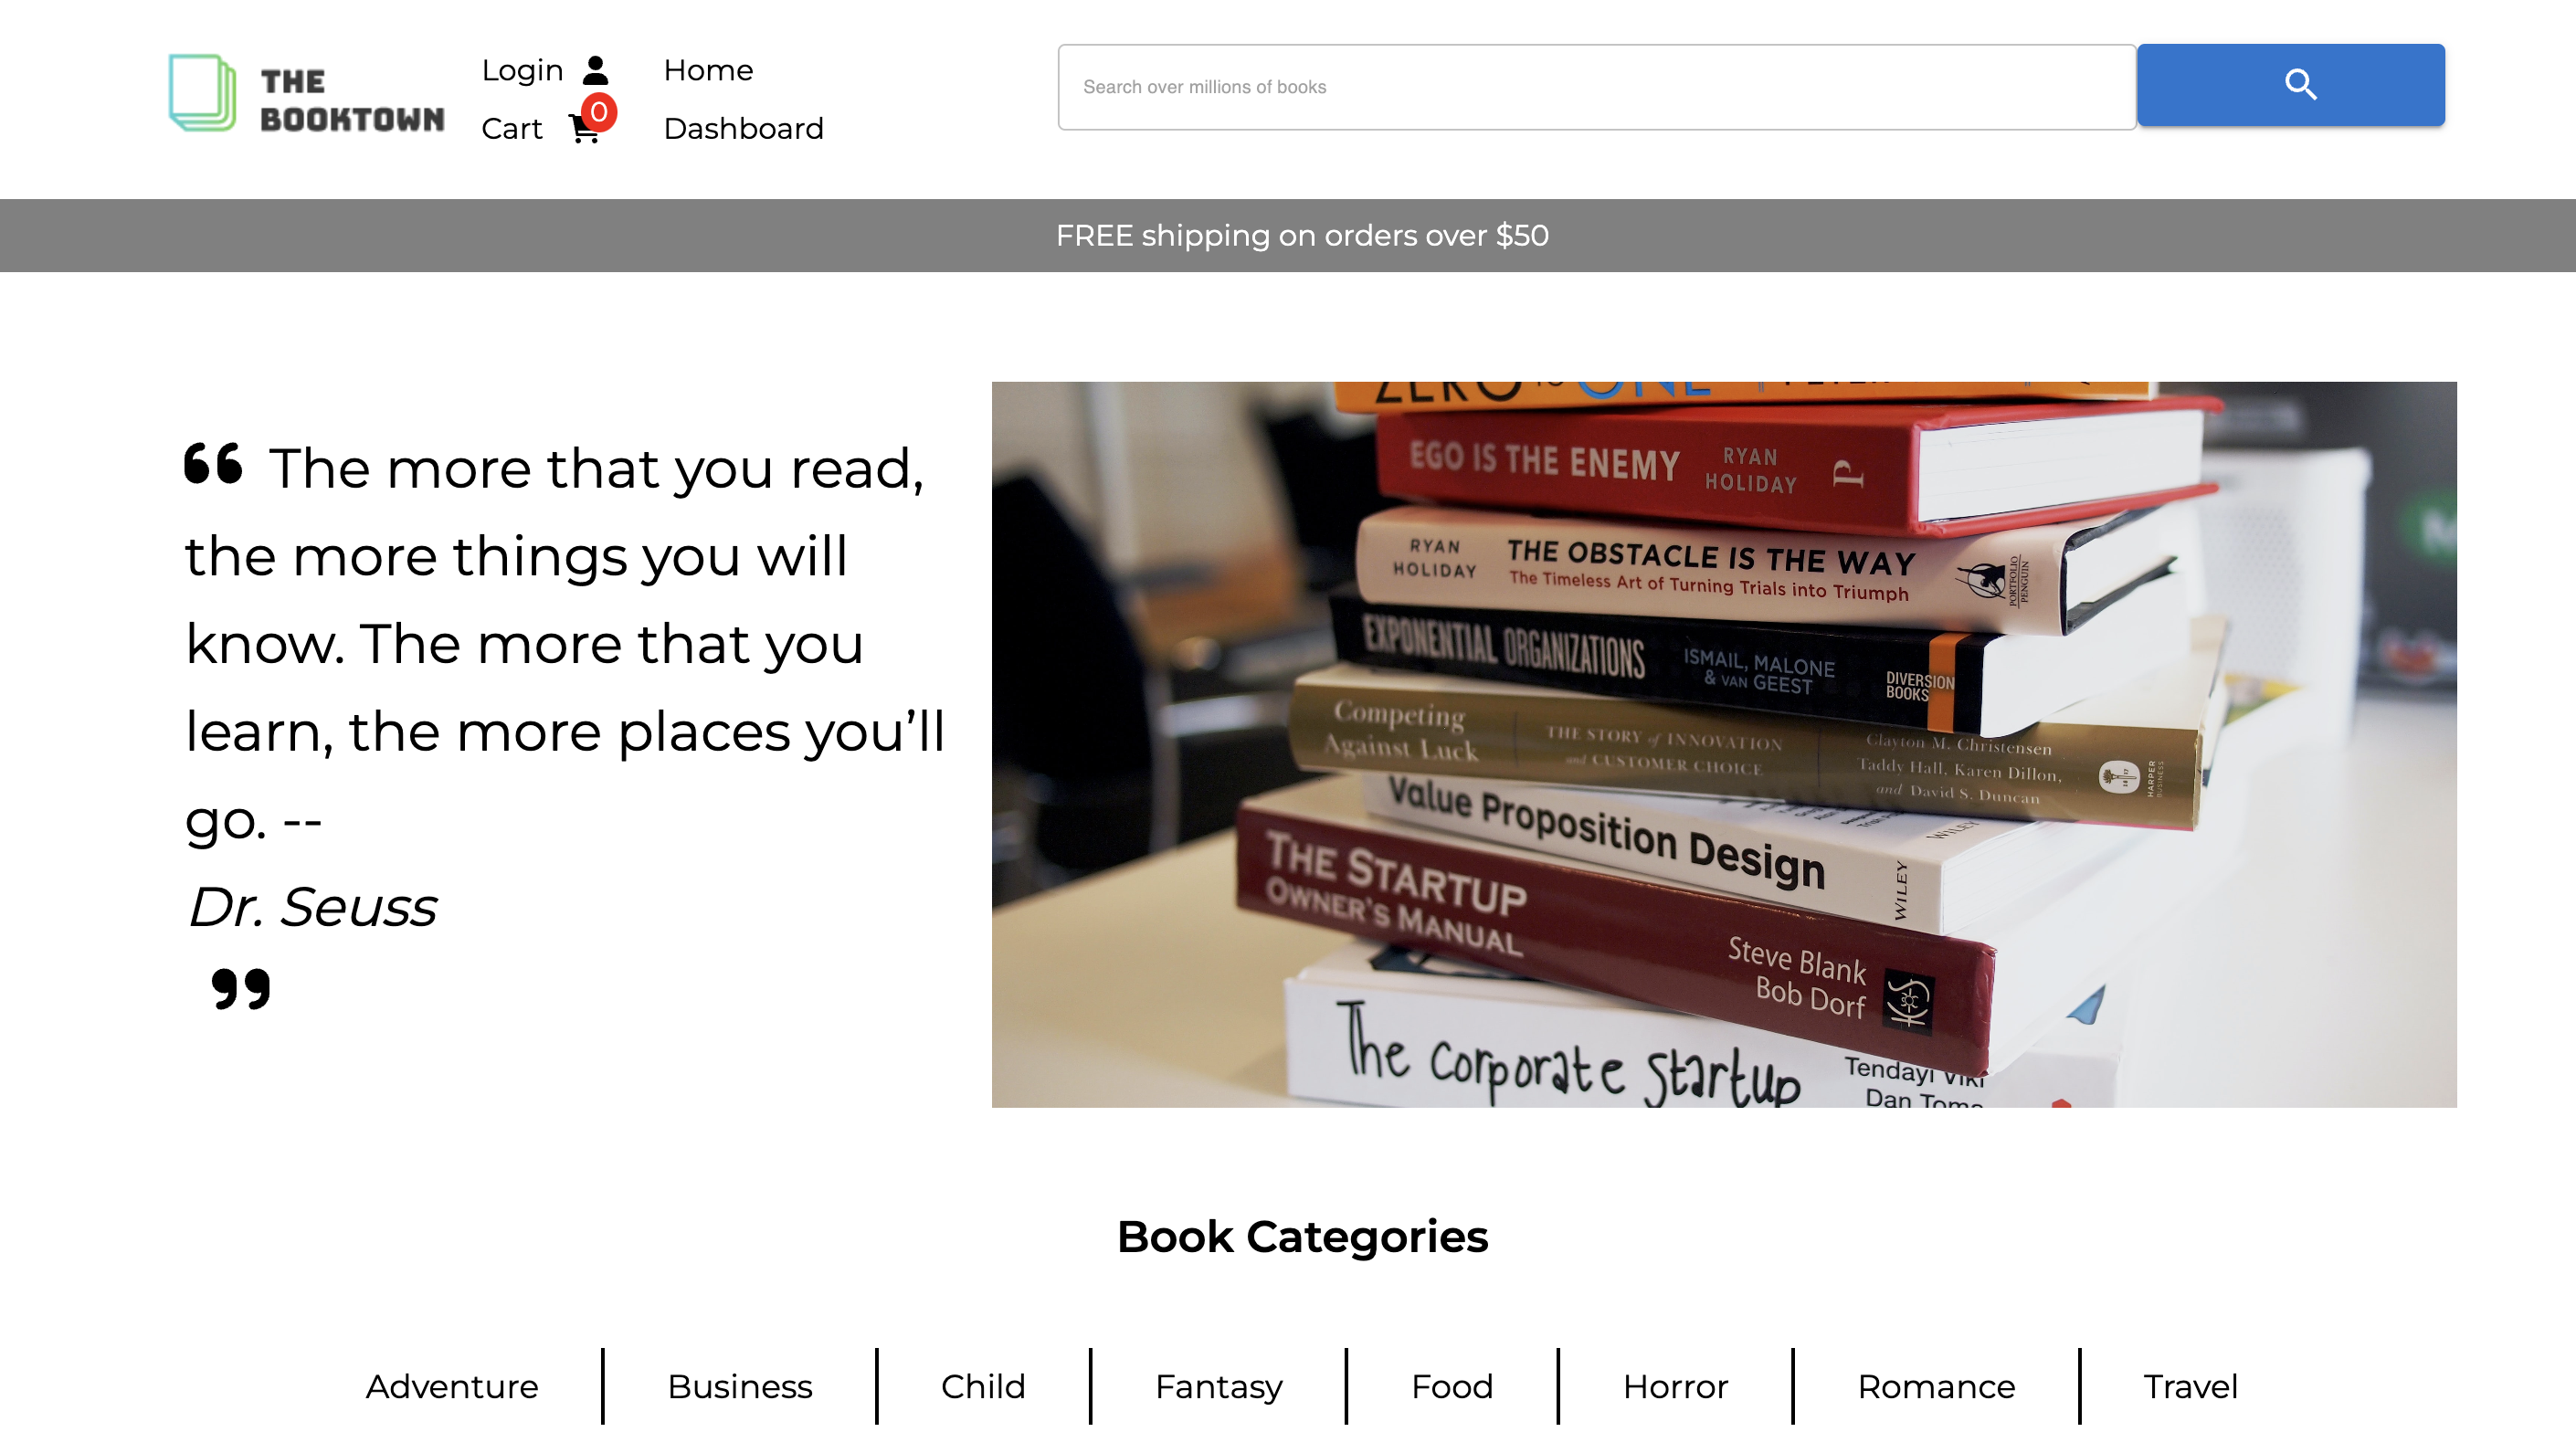 THE
BOOKTOWN
Login
Home
Cart
0
Dashboard
Search over millions of books
FREE shipping on orders over $50
“ The more that you read,
the more things you will
know. The more that you
learn, the more places you’ll
go. --
Dr. Seuss
”
ZERO TO ONE
EGO IS THE ENEMY
RYAN
HOLIDAY
P
RYAN
HOLIDAY
THE OBSTACLE IS THE WAY
The Timeless Art of Turning Trials into Triumph
PORTFOLIO
PENGUIN
EXPONENTIAL ORGANIZATIONS
ISMAIL, MALONE
& VAN GEEST
DIVERSION
BOOKS
Competing
Against Luck
THE STORY of INNOVATION
and CUSTOMER CHOICE
Clayton M. Christensen
Taddy Hall, Karen Dillon,
and David S. Duncan
HARPER
BUSINESS
Value Proposition Design
WILEY
WILEY
THE STARTUP
OWNER'S MANUAL
Steve Blank
Bob Dorf
K&S
The Corporate Startup
Tendayi Viki
Dan Toma
Book Categories
Adventure
Business
Child
Fantasy
Food
Horror
Romance
Travel